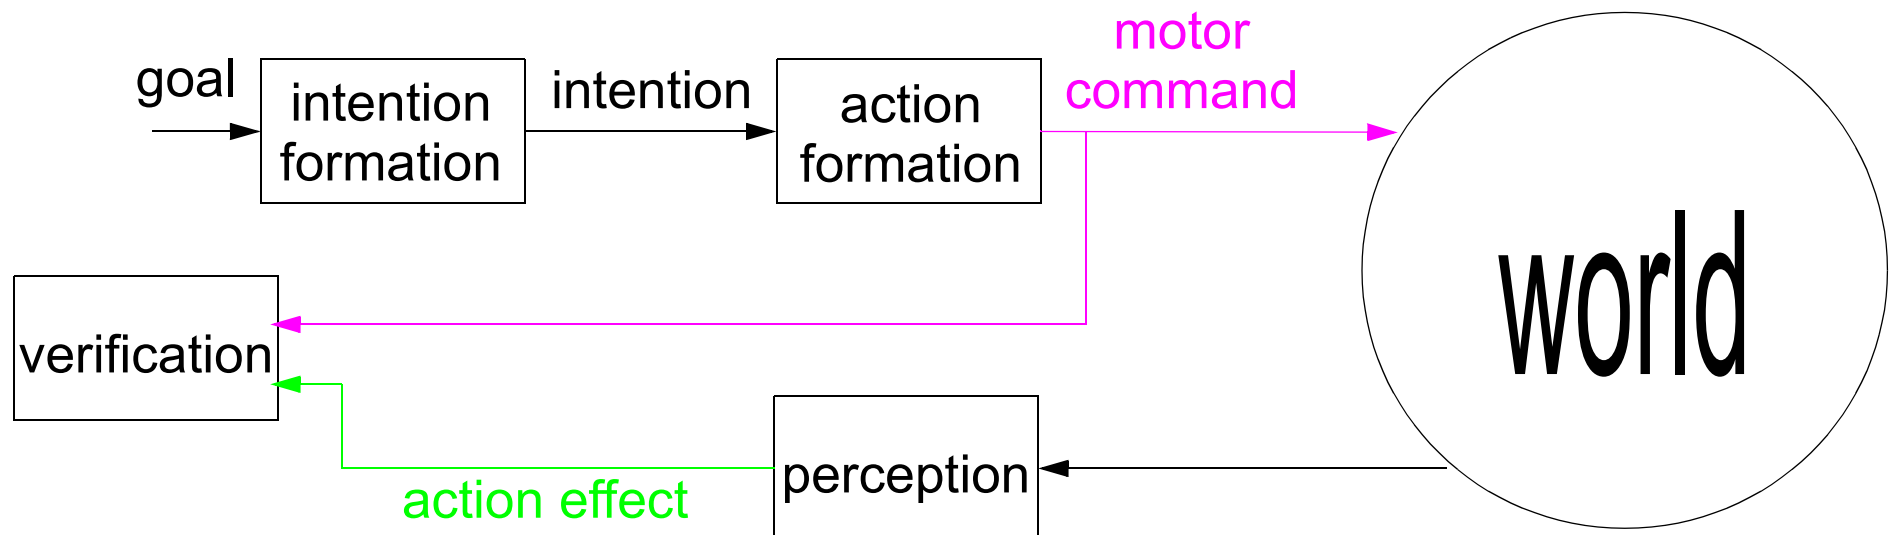 goal
intention
formation
intention
action
formation
motor
command
world
verification
perception
action effect